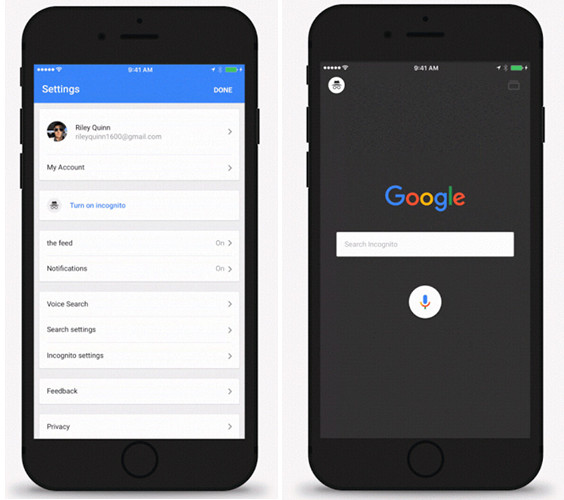 9:41 AM
Settings
DONE
Riley Quinn
rileyquinn1600@gmail.com
My Account
Turn on incognito
the feed
On
Notifications
On
Voice Search
Search settings
Incognito settings
Feedback
Privacy
9:41 AM
Google
Search Incognito